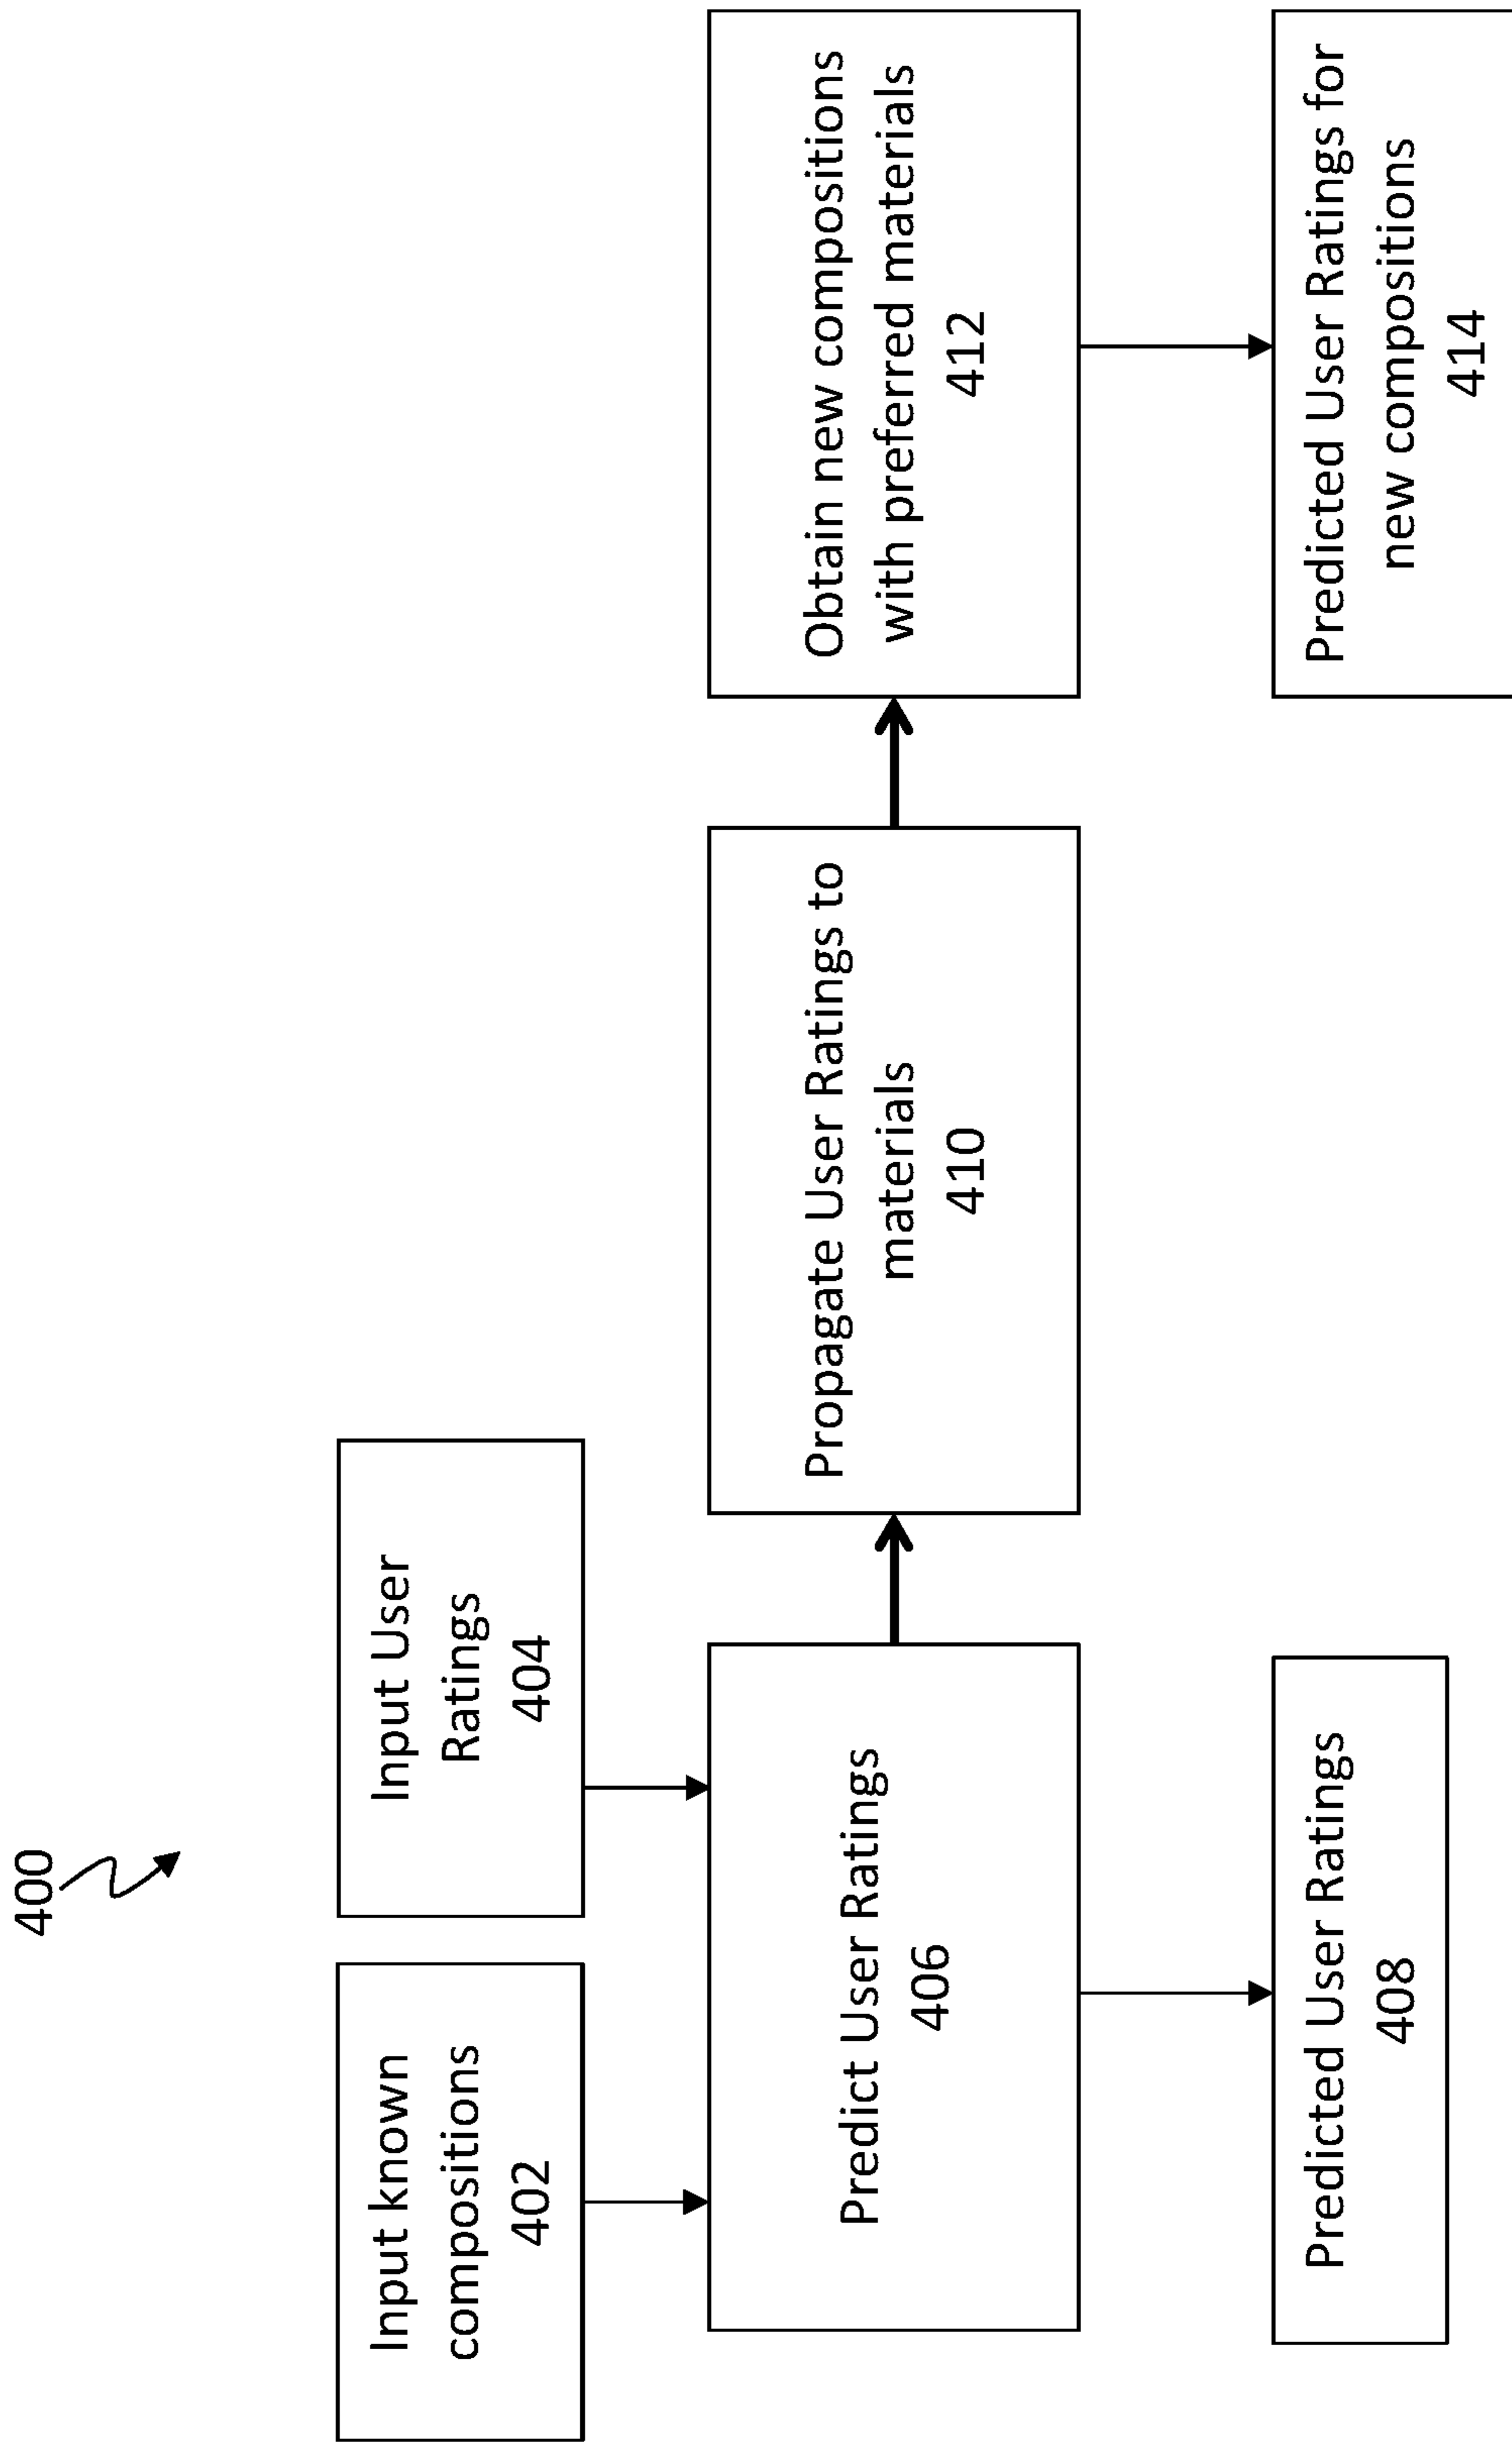 400
Input known
compositions
402
Input User
Ratings
404
Predict User Ratings
406
Predicted User Ratings
408
Propagate User Ratings to
materials
410
Obtain new compositions
with preferred materials
412
Predicted User Ratings for
new compositions
414